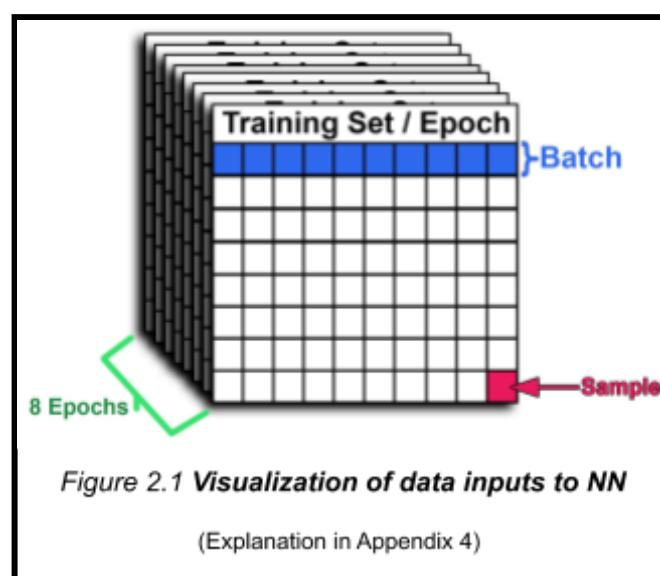 Training Set / Epoch
Batch
Sample
8 Epochs
Figure 2.1 Visualization of data inputs to NN
(Explanation in Appendix 4)